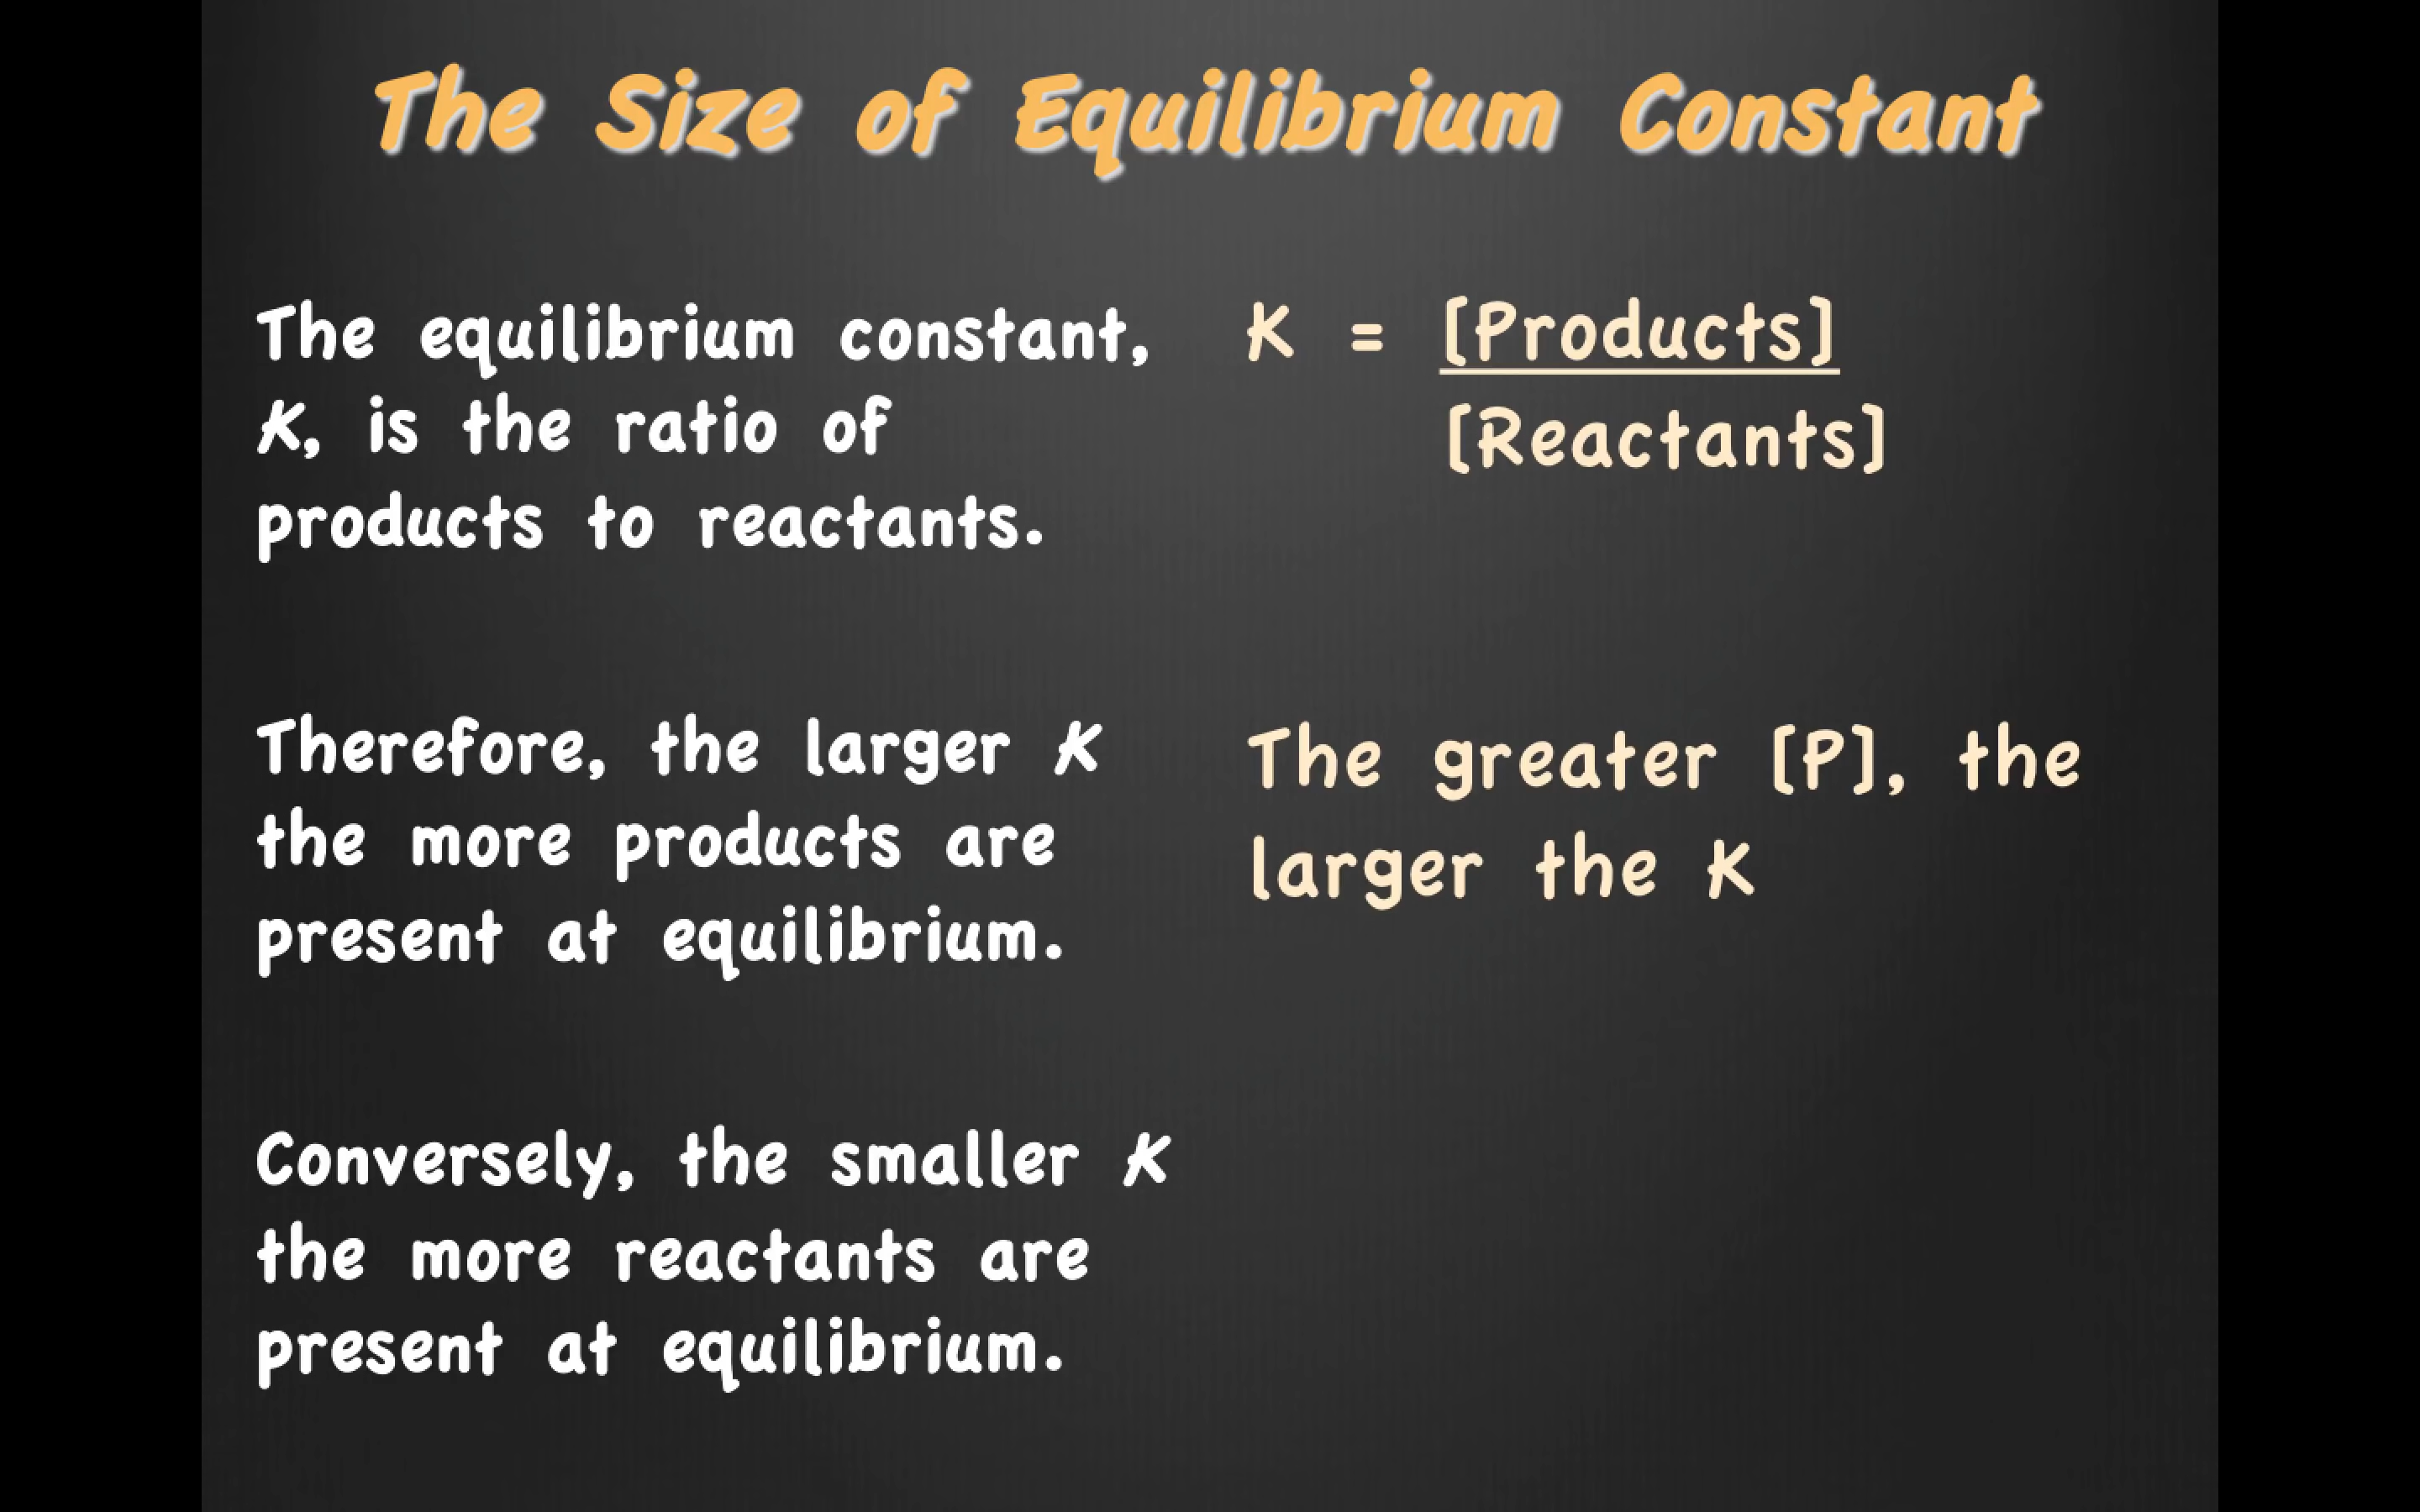 The Size of Equilibrium Constant
The equilibrium constant,
K, is the ratio of
products to reactants.
K = [Products]
[Reactants]
Therefore, the larger K
the more products are
present at equilibrium.
The greater [P], the
larger the K
Conversely, the smaller K
the more reactants are
present at equilibrium.